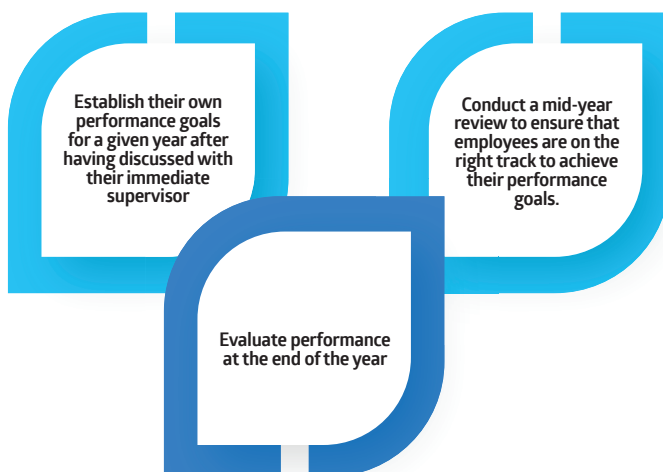 Establish their own
performance goals
for a given year after
having discussed with
their immediate
supervisor
Conduct a mid-year
review to ensure that
employees are on the
right track to achieve
their performance
goals.
Evaluate performance
at the end of the year